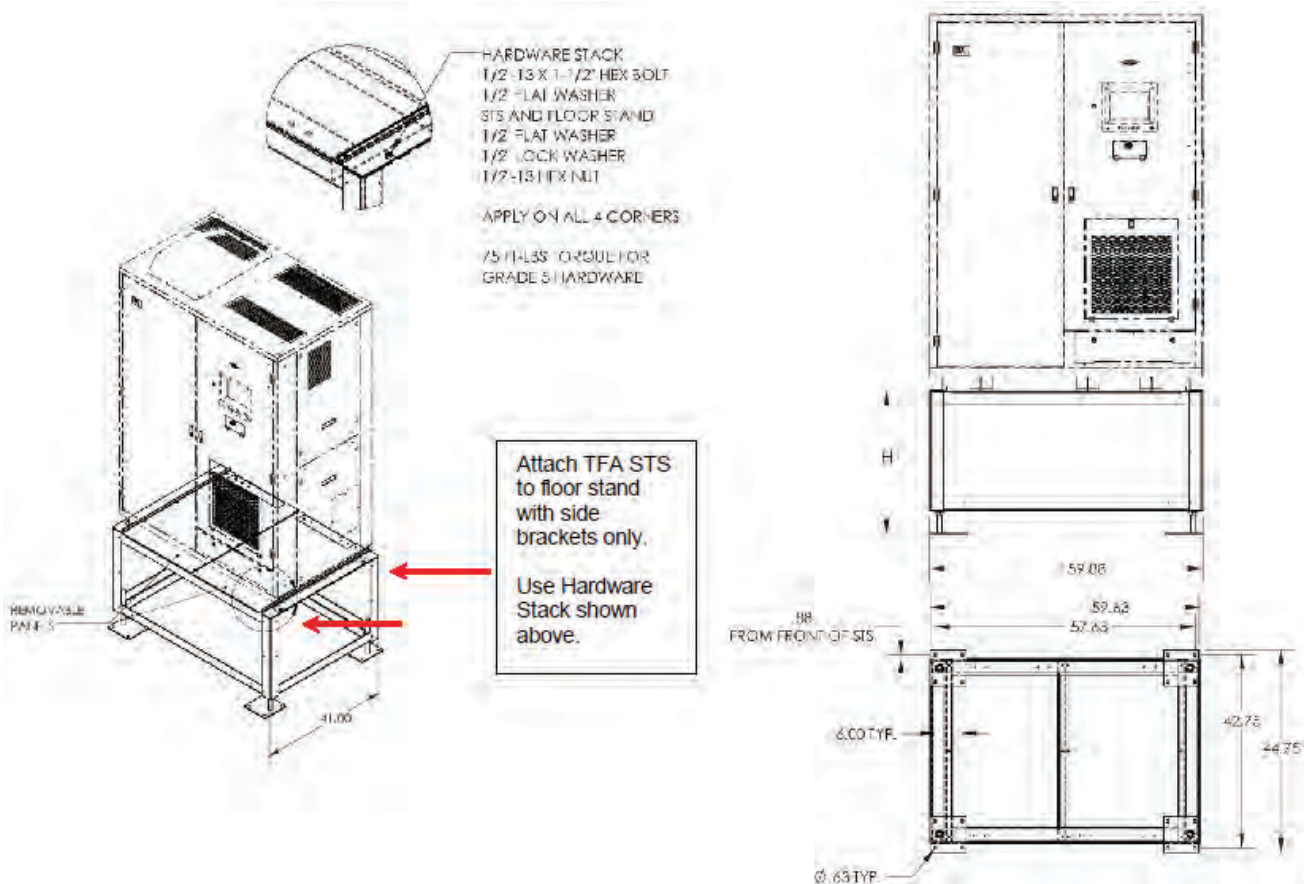 HARDWARE STACK
1/2-13 X 1-1/2" HEX BOLT
1/2" FLAT WASHER
STS AND FLOOR STAND
1/2" FLAT WASHER
1/2" LOCK WASHER
1/2-13 HEX NUT
APPLY ON ALL 4 CORNERS
75 FT-LBS TORQUE FOR
GRADE 5 HARDWARE
Attach TFA STS
to floor stand
with side
brackets only.
Use Hardware
Stack shown
above.
REMOVABLE
PANELS
41.00
H
59.08
59.63
57.63
.88
FROM FRONT OF STS
6.00 TYP.
42.75
44.75
Ø .63 TYP.